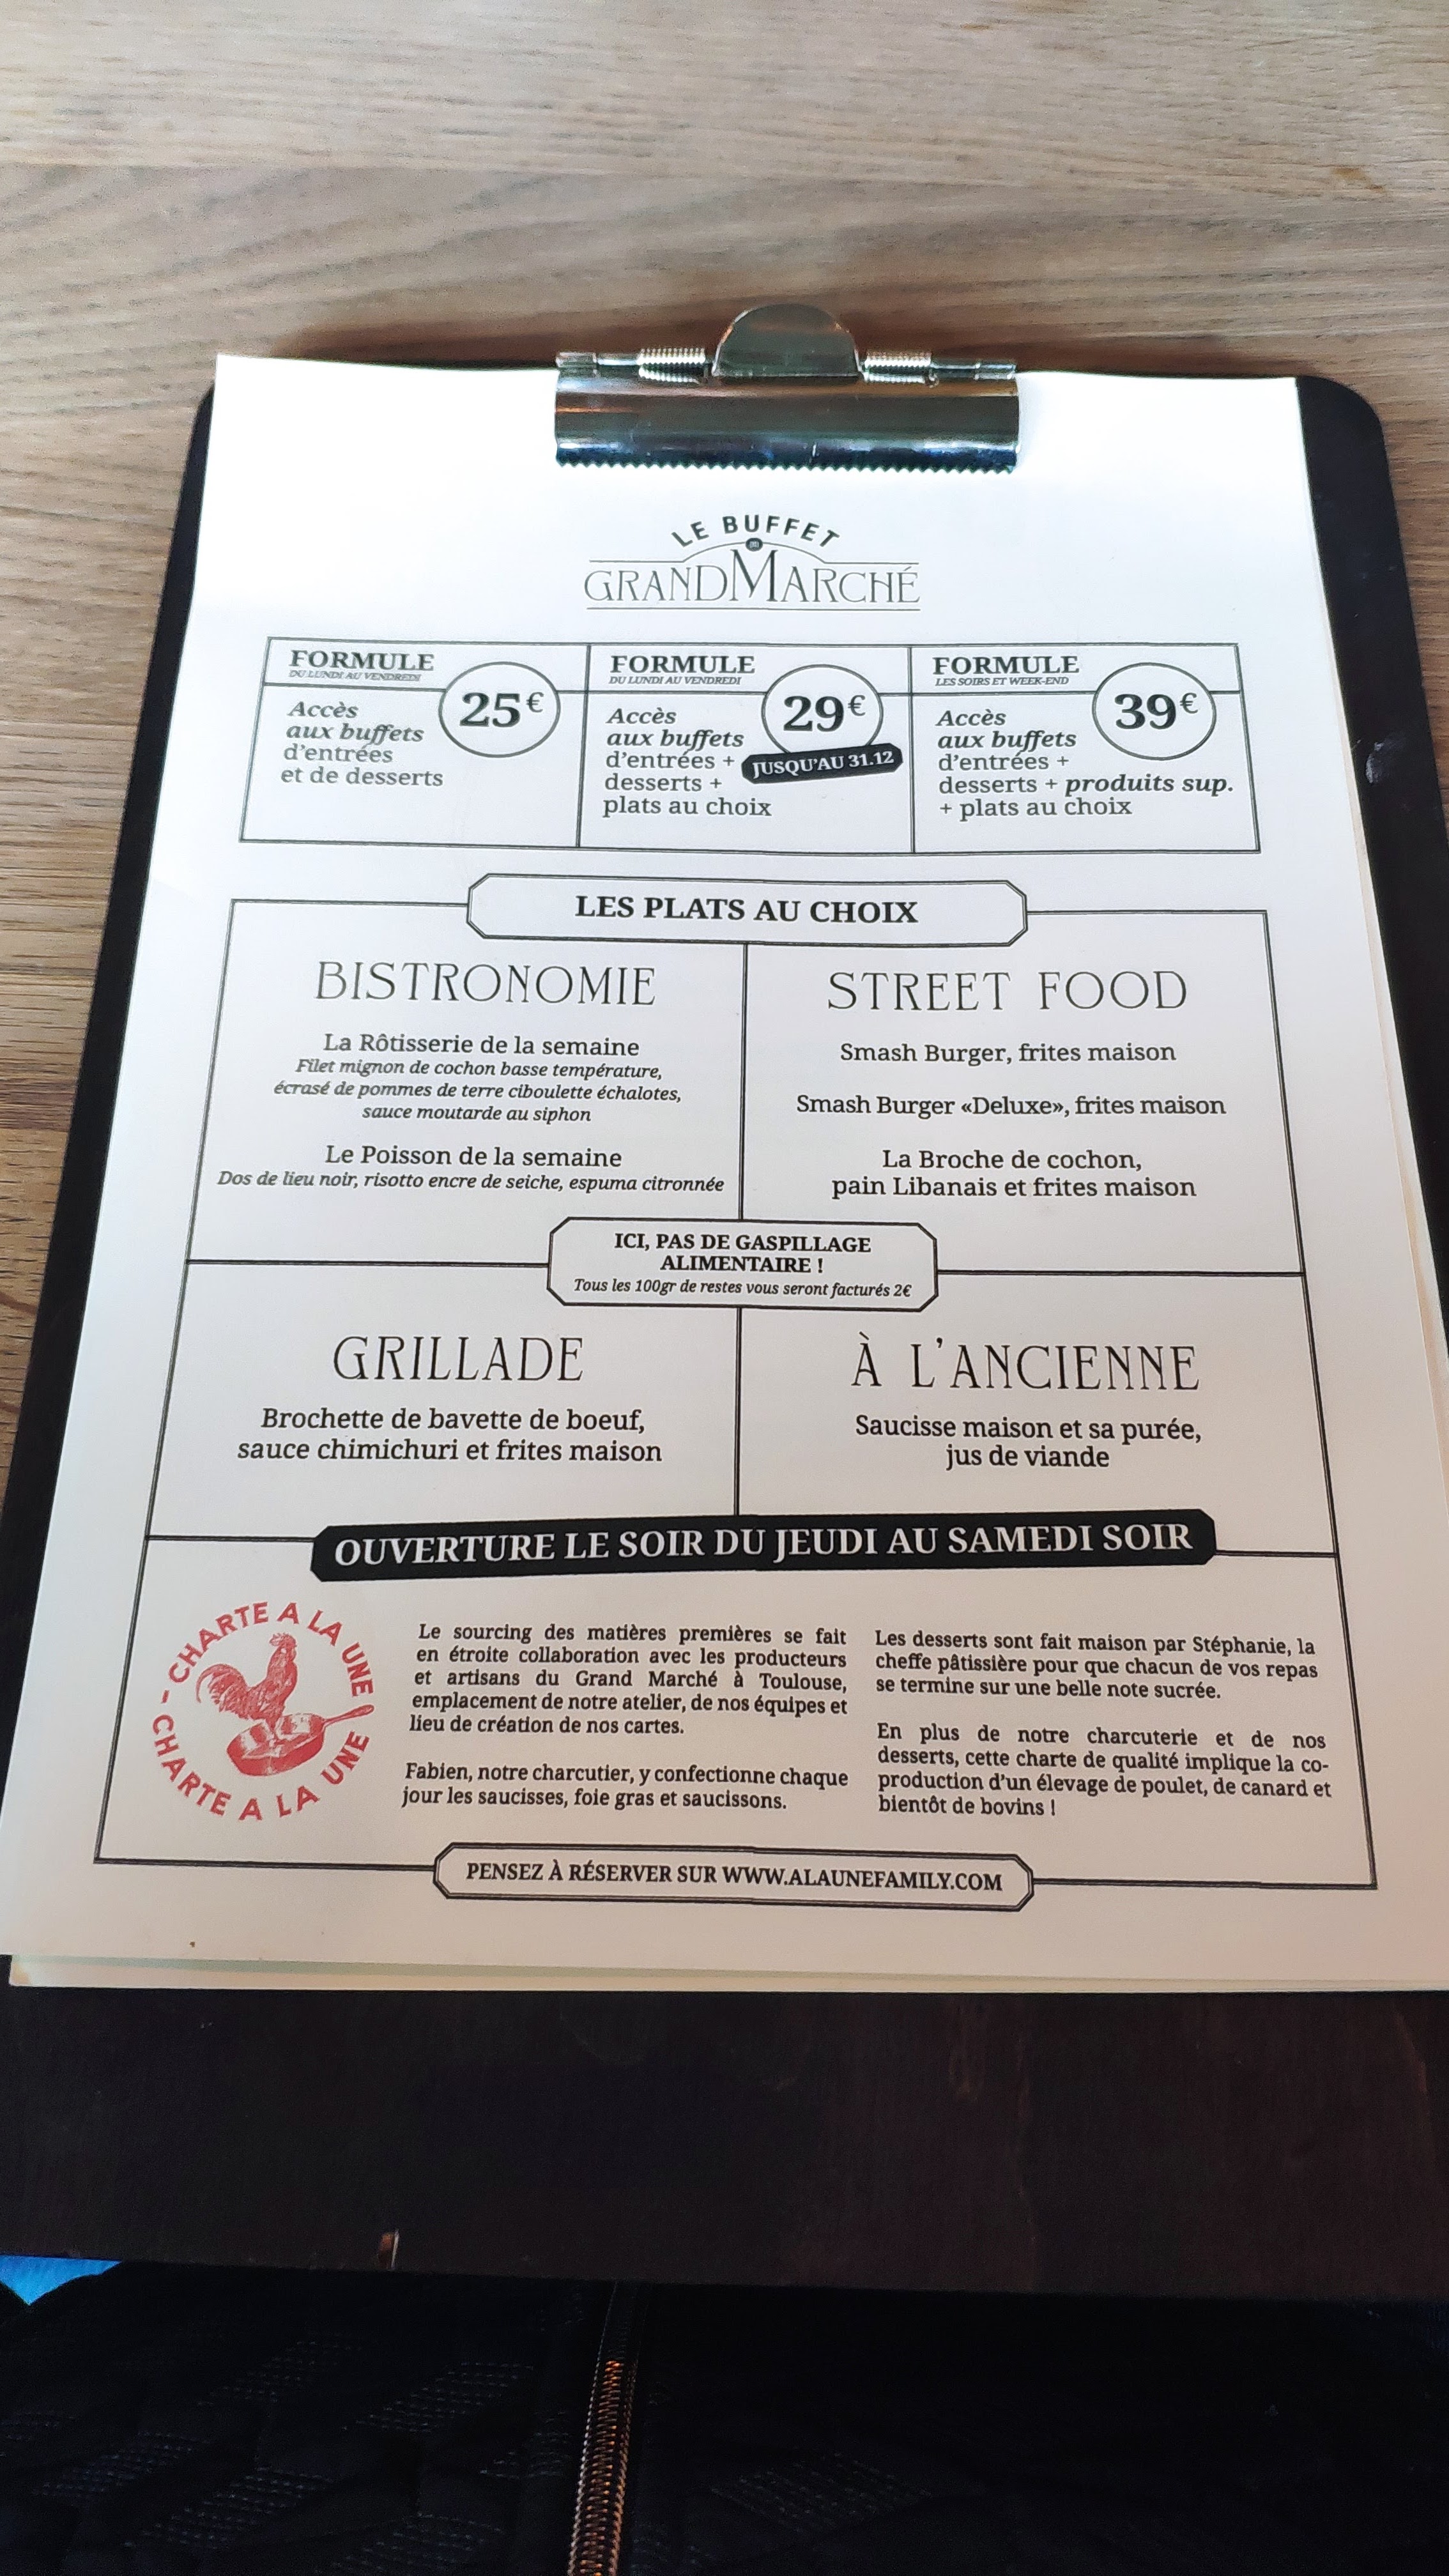 LE BUFFET
GRAND MARCHÉ
FORMULE
DU LUNDI AU VENDREDI
25€
Accès
aux buffets
d'entrées
et de desserts
FORMULE
DU LUNDI AU VENDREDI
29€
JUSQU'AU 31.12
Accès
aux buffets
d'entrées +
desserts +
plats au choix
FORMULE
LES SOIRS ET WEEK-END
39€
Accès
aux buffets
d'entrées +
desserts + produits sup.
+ plats au choix
LES PLATS AU CHOIX
BISTRONOMIE
La Rôtisserie de la semaine
Filet mignon de cochon basse température,
écrasé de pommes de terre ciboulette échalotes,
sauce moutarde au siphon
Le Poisson de la semaine
Dos de lieu noir, risotto encre de seiche, espuma citronnée
STREET FOOD
Smash Burger, frites maison
Smash Burger «Deluxe», frites maison
La Broche de cochon,
pain Libanais et frites maison
ICI, PAS DE GASPILLAGE
ALIMENTAIRE !
Tous les 100gr de restes vous seront facturés 2€
GRILLADE
Brochette de bavette de boeuf,
sauce chimichuri et frites maison
À L'ANCIENNE
Saucisse maison et sa purée,
jus de viande
OUVERTURE LE SOIR DU JEUDI AU SAMEDI SOIR
- CHARTE A LA UNE !
CHARTE A LA UNE
Le sourcing des matières premières se fait
en étroite collaboration avec les producteurs
et artisans du Grand Marché à Toulouse,
emplacement de notre atelier, de nos équipes et
lieu de création de nos cartes.
Fabien, notre charcutier, y confectionne chaque
jour les saucisses, foie gras et saucissons.
Les desserts sont fait maison par Stéphanie, la
cheffe pâtissière pour que chacun de vos repas
se termine sur une belle note sucrée.
En plus de notre charcuterie et de nos
desserts, cette charte de qualité implique la co-
production d'un élevage de poulet, de canard et
bientôt de bovins !
PENSEZ À RÉSERVER SUR WWW.ALAUNEFAMILY.COM